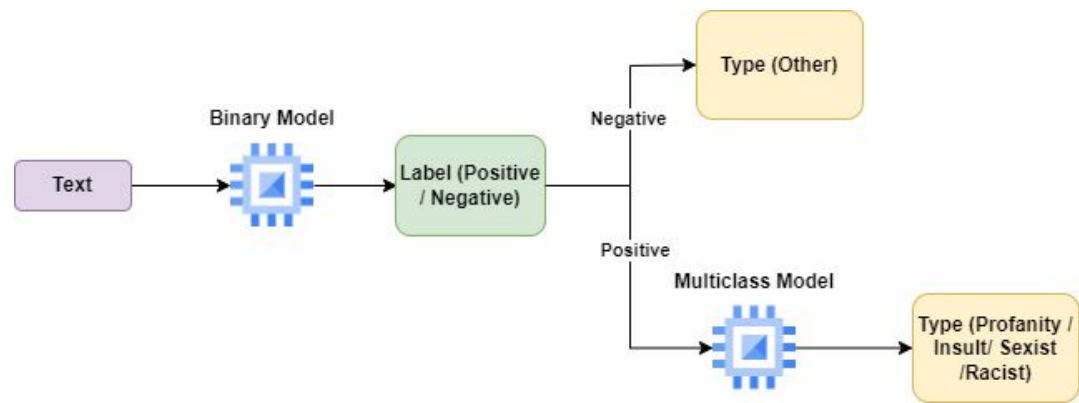 Type (Other)
Binary Model
Negative
Text
Label (Positive
/ Negative)
Positive
Multiclass Model
Type (Profanity /
Insult/ Sexist
/Racist)